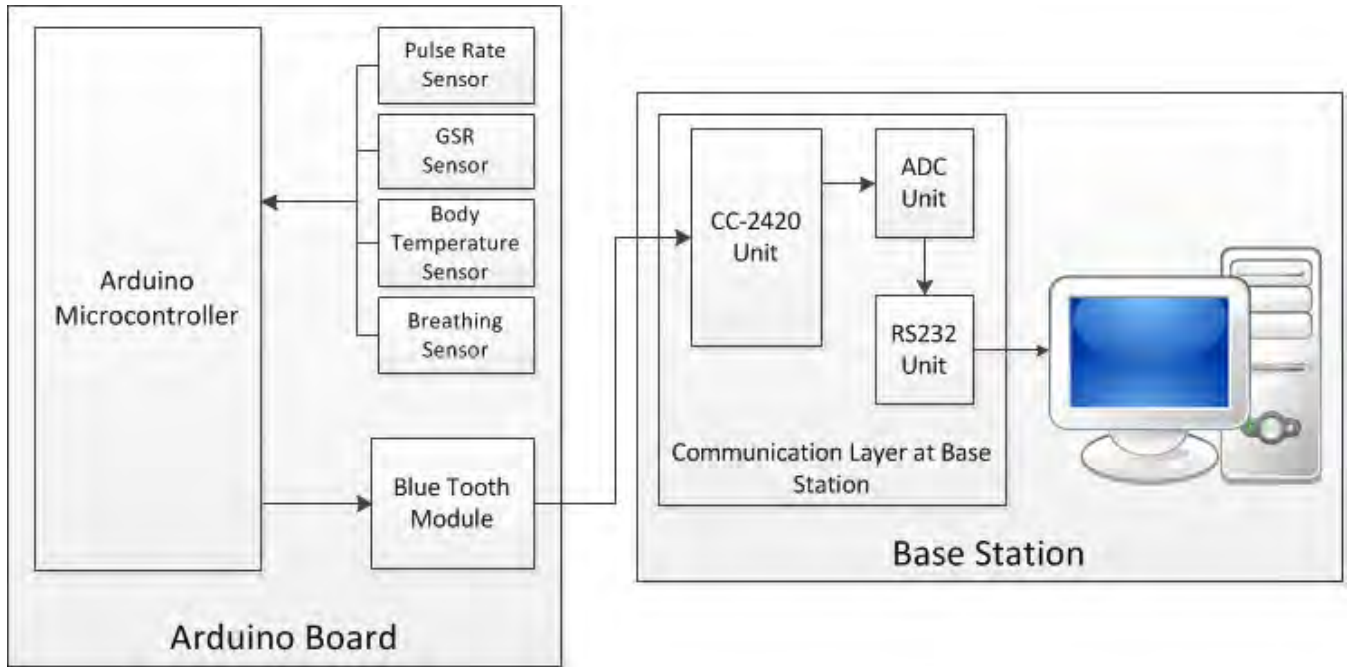 Pulse Rate
Sensor
GSR
Sensor
Body
Temperature
Sensor
Breathing
Sensor
Arduino
Microcontroller
Blue Tooth
Module
Arduino Board
CC-2420
Unit
ADC
Unit
RS232
Unit
Communication Layer at Base
Station
Base Station